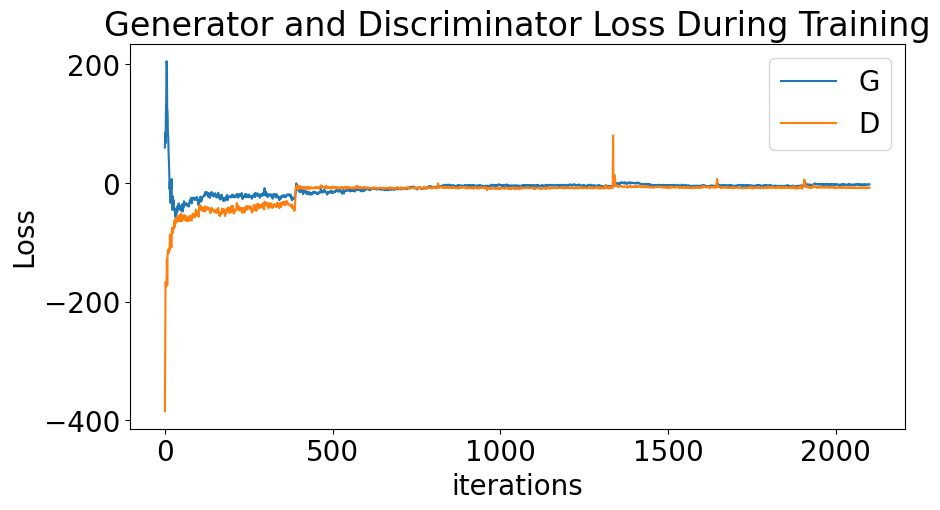 Generator and Discriminator Loss During Training
200
0
−200
−400
Loss
G
D
0 500 1000 1500 2000
iterations